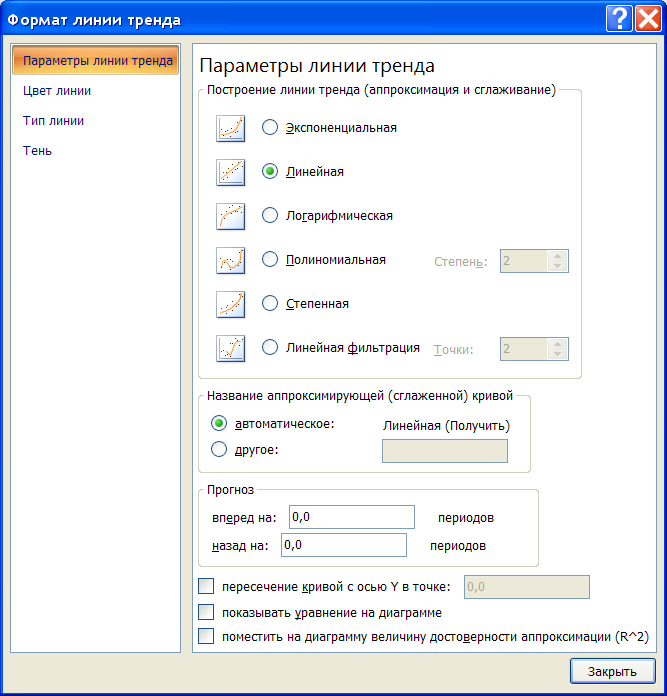 Формат линии тренда
Параметры линии тренда
Цвет линии
Тип линии
Тень
Параметры линии тренда
Построение линии тренда (аппроксимация и сглаживание)
Экспоненциальная
Линейная
Логарифмическая
Полиномиальная Степень: 2
Степенная
Линейная фильтрация Точки: 2
Название аппроксимирующей (сглаженной) кривой
автоматическое: Линейная (Получить)
другое:
Прогноз
вперед на: 0,0 периодов
назад на: 0,0 периодов
пересечение кривой с осью Y в точке: 0,0
показывать уравнение на диаграмме
поместить на диаграмму величину достоверности аппроксимации (R^2)
Закрыть